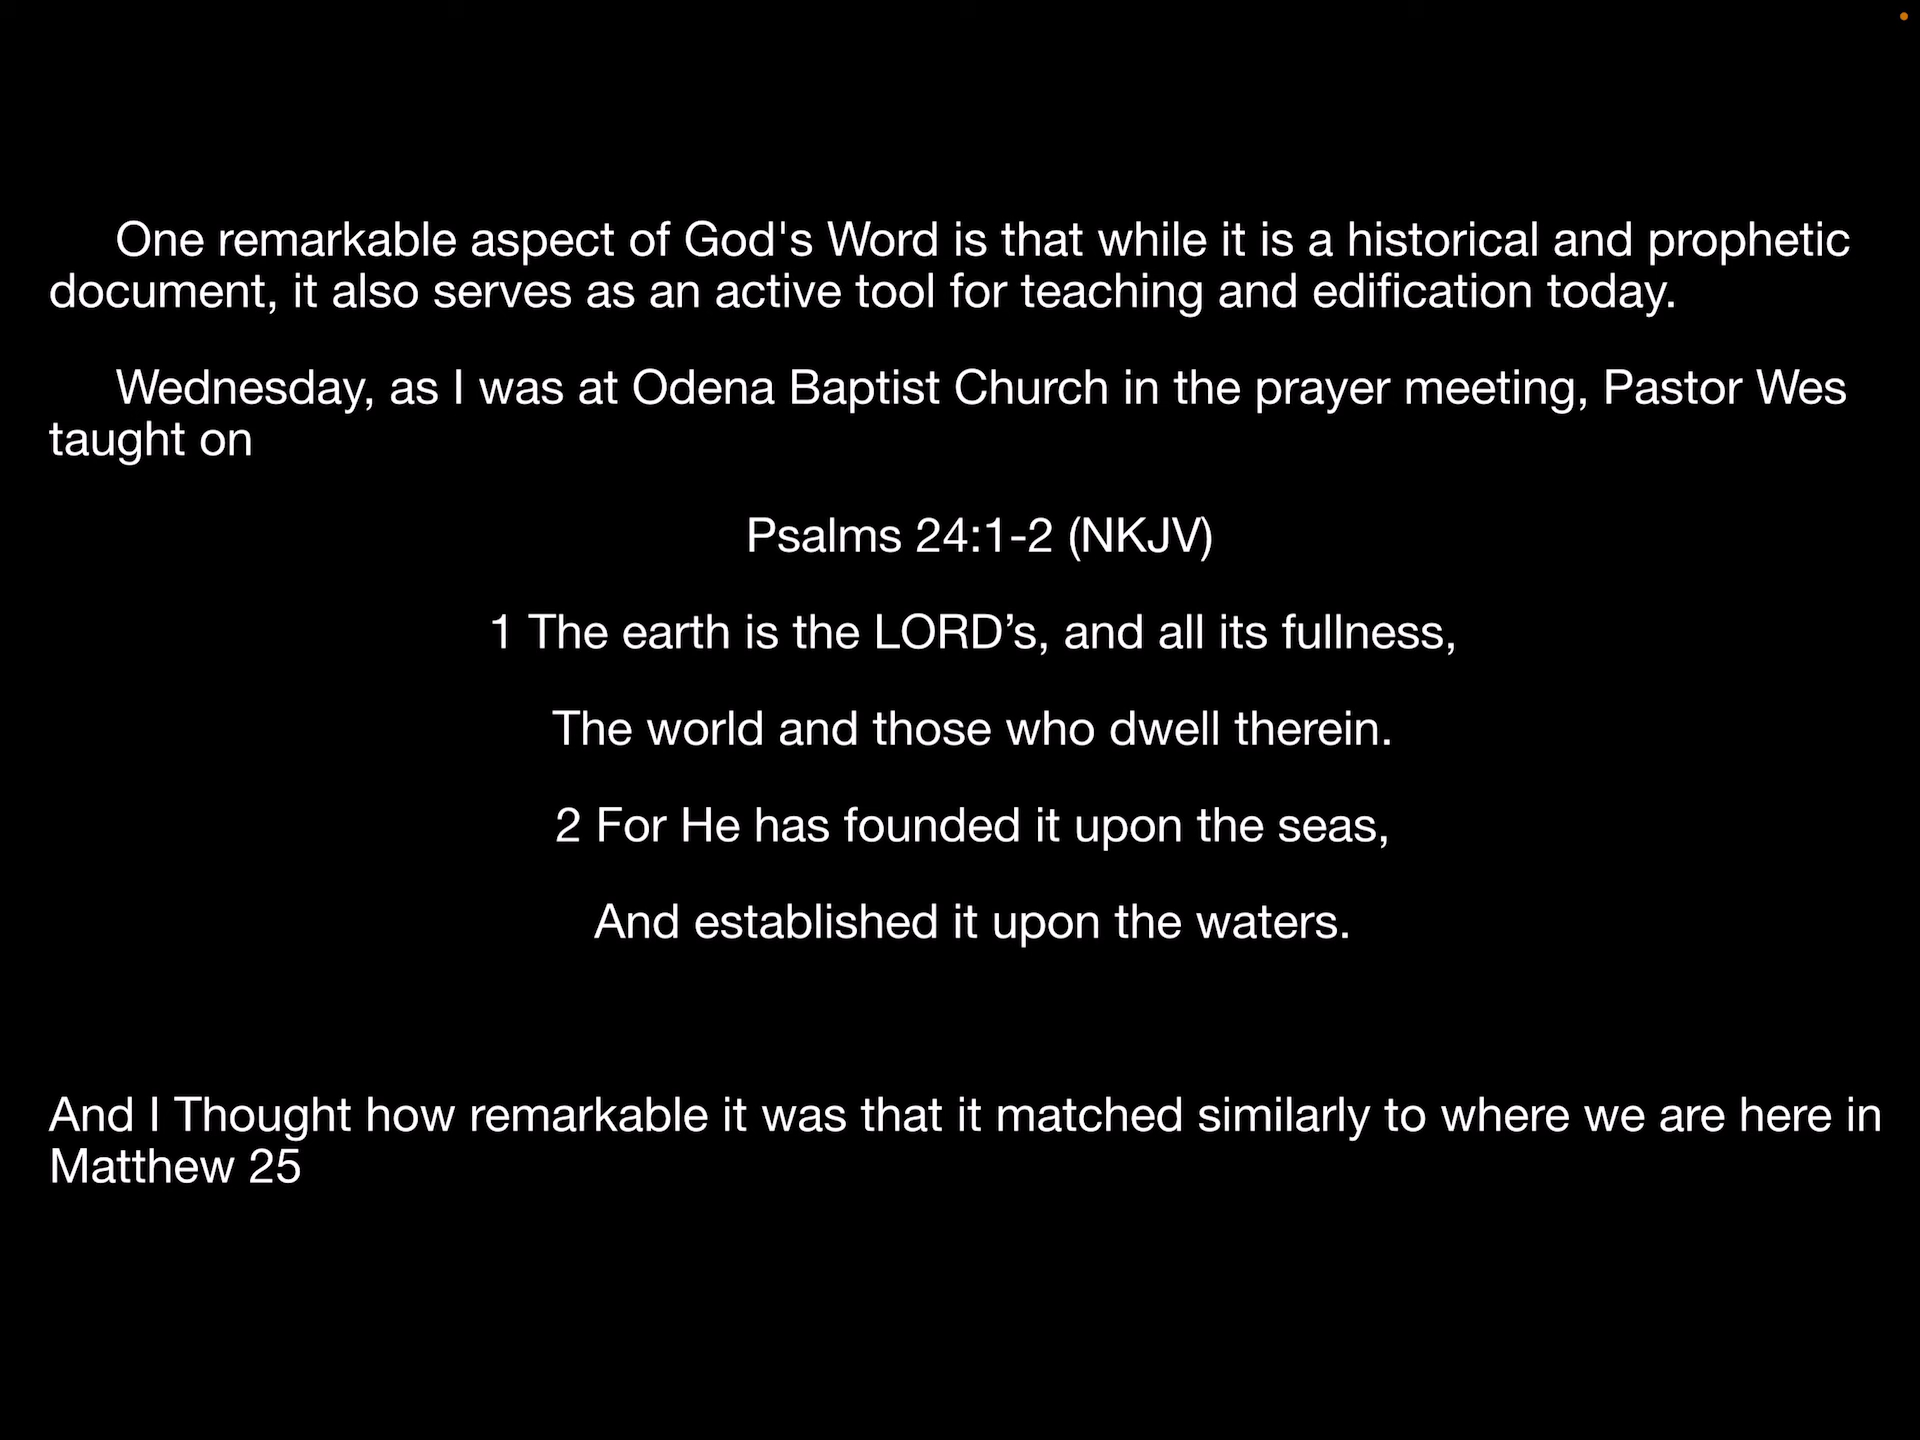 One remarkable aspect of God's Word is that while it is a historical and prophetic
document, it also serves as an active tool for teaching and edification today.
Wednesday, as I was at Odena Baptist Church in the prayer meeting, Pastor Wes
taught on
Psalms 24:1-2 (NKJV)
1 The earth is the LORD’s, and all its fullness,
The world and those who dwell therein.
2 For He has founded it upon the seas,
And established it upon the waters.
And I Thought how remarkable it was that it matched similarly to where we are here in
Matthew 25